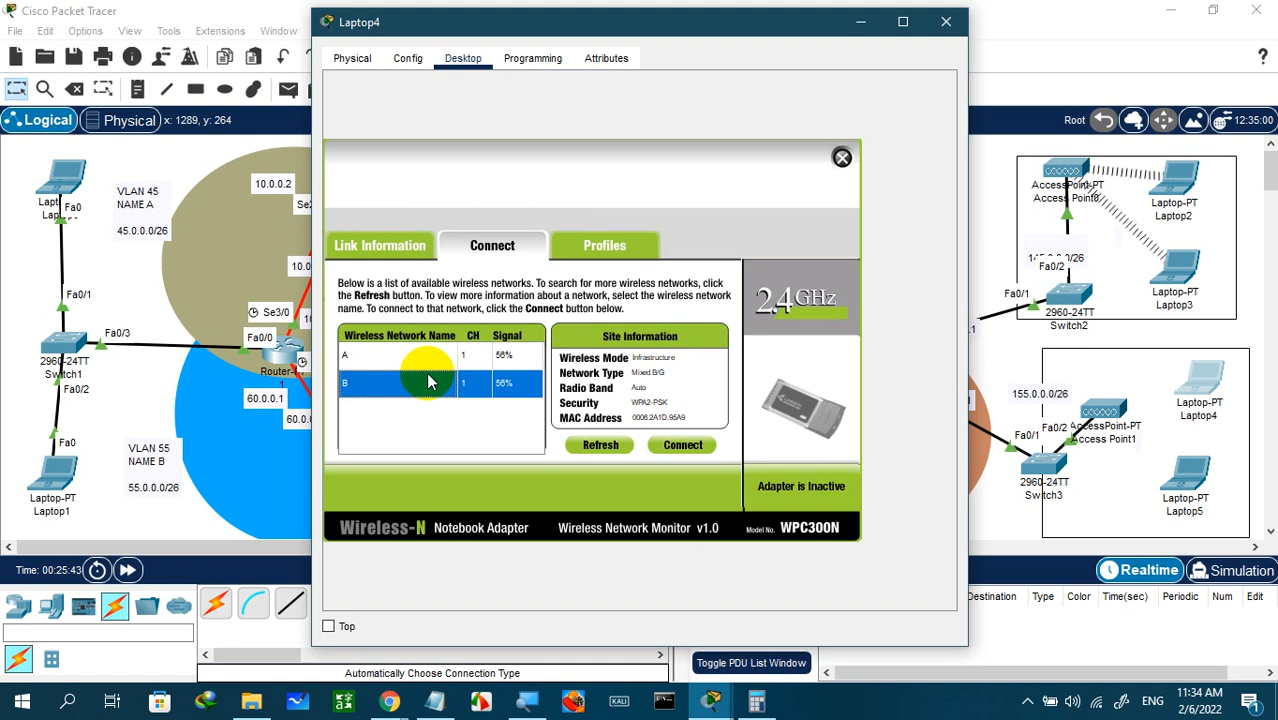 Cisco Packet Tracer
File Edit Options View Tools Extensions Window
Logical Physical x: 1289, y: 264
Root 12:35:00
Laptop4
Physical Config Desktop Programming Attributes
Link Information Connect Profiles
Below is a list of available wireless networks. To search for more wireless networks, click
the Refresh button. To view more information about a network, select the wireless network
name. To connect to that network, click the Connect button below.
Wireless Network Name CH Signal
A 1 56%
B 1 56%
Site Information
Wireless Mode Infrastructure
Network Type Mixed B/G
Radio Band Auto
Security WPA2-PSK
MAC Address 0006.2A1D.95A9
Refresh Connect
2.4GHz
Adapter is Inactive
Wireless-N Notebook Adapter Wireless Network Monitor v1.0 Model No. WPC300N
Top
Fa0
VLAN 45
NAME A
45.0.0.0/26
10.0.0.2
Fa0/1
Fa0/3
2960-24TT
Switch1
Fa0/2
Fa0
Laptop-PT
Laptop1
VLAN 55
NAME B
55.0.0.0/26
Se3/0
Fa0/0
60.0.0.1
AccessPoint-PT
Laptop-PT
Laptop2
Laptop-PT
Laptop3
Fa0/2
Fa0/1
2960-24TT
Switch2
155.0.0.0/26
AccessPoint-PT
Access Point1
Fa0/2
Fa0/1
2960-24TT
Switch3
Laptop-PT
Laptop4
Laptop-PT
Laptop5
Time: 00:25:43
Realtime Simulation
Destination Type Color Time(sec) Periodic Num Edit
Automatically Choose Connection Type
Toggle PDU List Window
KALI
ENG
11:34 AM
2/6/2022